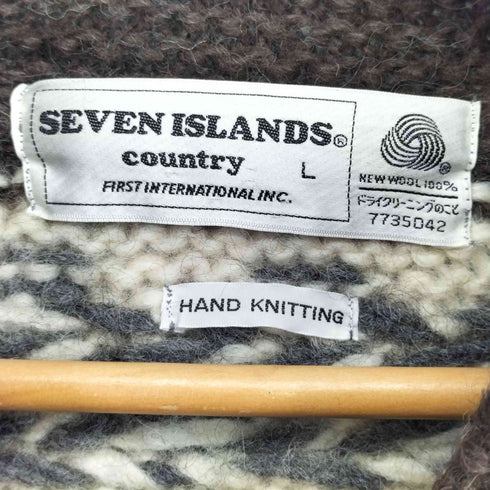 SEVEN ISLANDS®
country L
FIRST INTERNATIONAL INC.
®
NEW WOOL 100%
ドライクリーニングのこと
7735042
HAND KNITTING